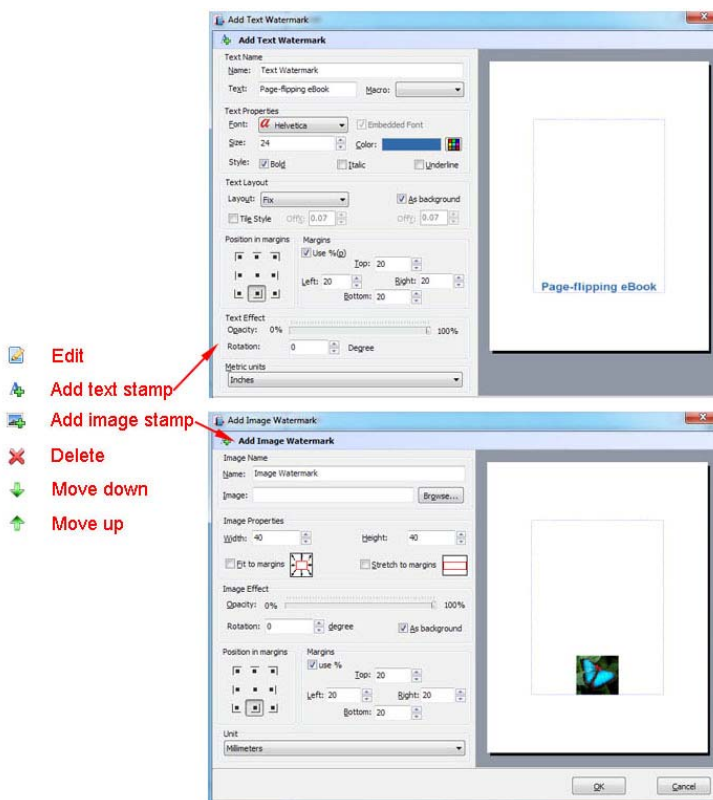 Add Text Watermark
Add Text Watermark
Text Name
Name: Text Watermark
Text: Page-flipping eBook Macro:
Text Properties
Font: a Helvetica Embedded Font
Size: 24 Color:
Style: Bold Italic Underline
Text Layout
Layout: Fix As background
Tile Style 0.07 0.07
Position in margins Margins
Use %(p)
Top: 20
Left: 20 Right: 20
Bottom: 20
Text Effect
Opacity: 0% 100%
Rotation: 0 Degree
Metric units
Inches
Page-flipping eBook
Edit
Add text stamp
Add image stamp
Delete
Move down
Move up
Add Image Watermark
Add Image Watermark
Image Name
Name: Image Watermark
Image: Browse...
Image Properties
Width: 40 Height: 40
Fit to margins Stretch to margins
Image Effect
Opacity: 0% 100%
Rotation: 0 degree As background
Position in margins Margins
use %
Top: 20
Left: 20 Right: 20
Bottom: 20
Unit
Millimeters
OK Cancel